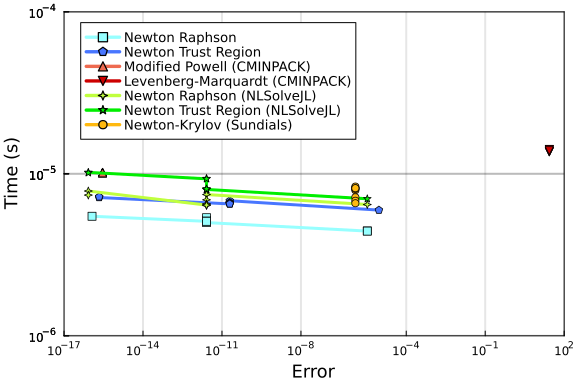 10⁻⁴
Newton Raphson
Newton Trust Region
Modified Powell (CMINPACK)
Levenberg-Marquardt (CMINPACK)
Newton Raphson (NLSolveJL)
Newton Trust Region (NLSolveJL)
Newton-Krylov (Sundials)
Time (s)
10⁻⁵
10⁻⁶
10⁻¹⁷ 10⁻¹⁴ 10⁻¹¹ 10⁻⁸ 10⁻⁴ 10⁻¹ 10²
Error